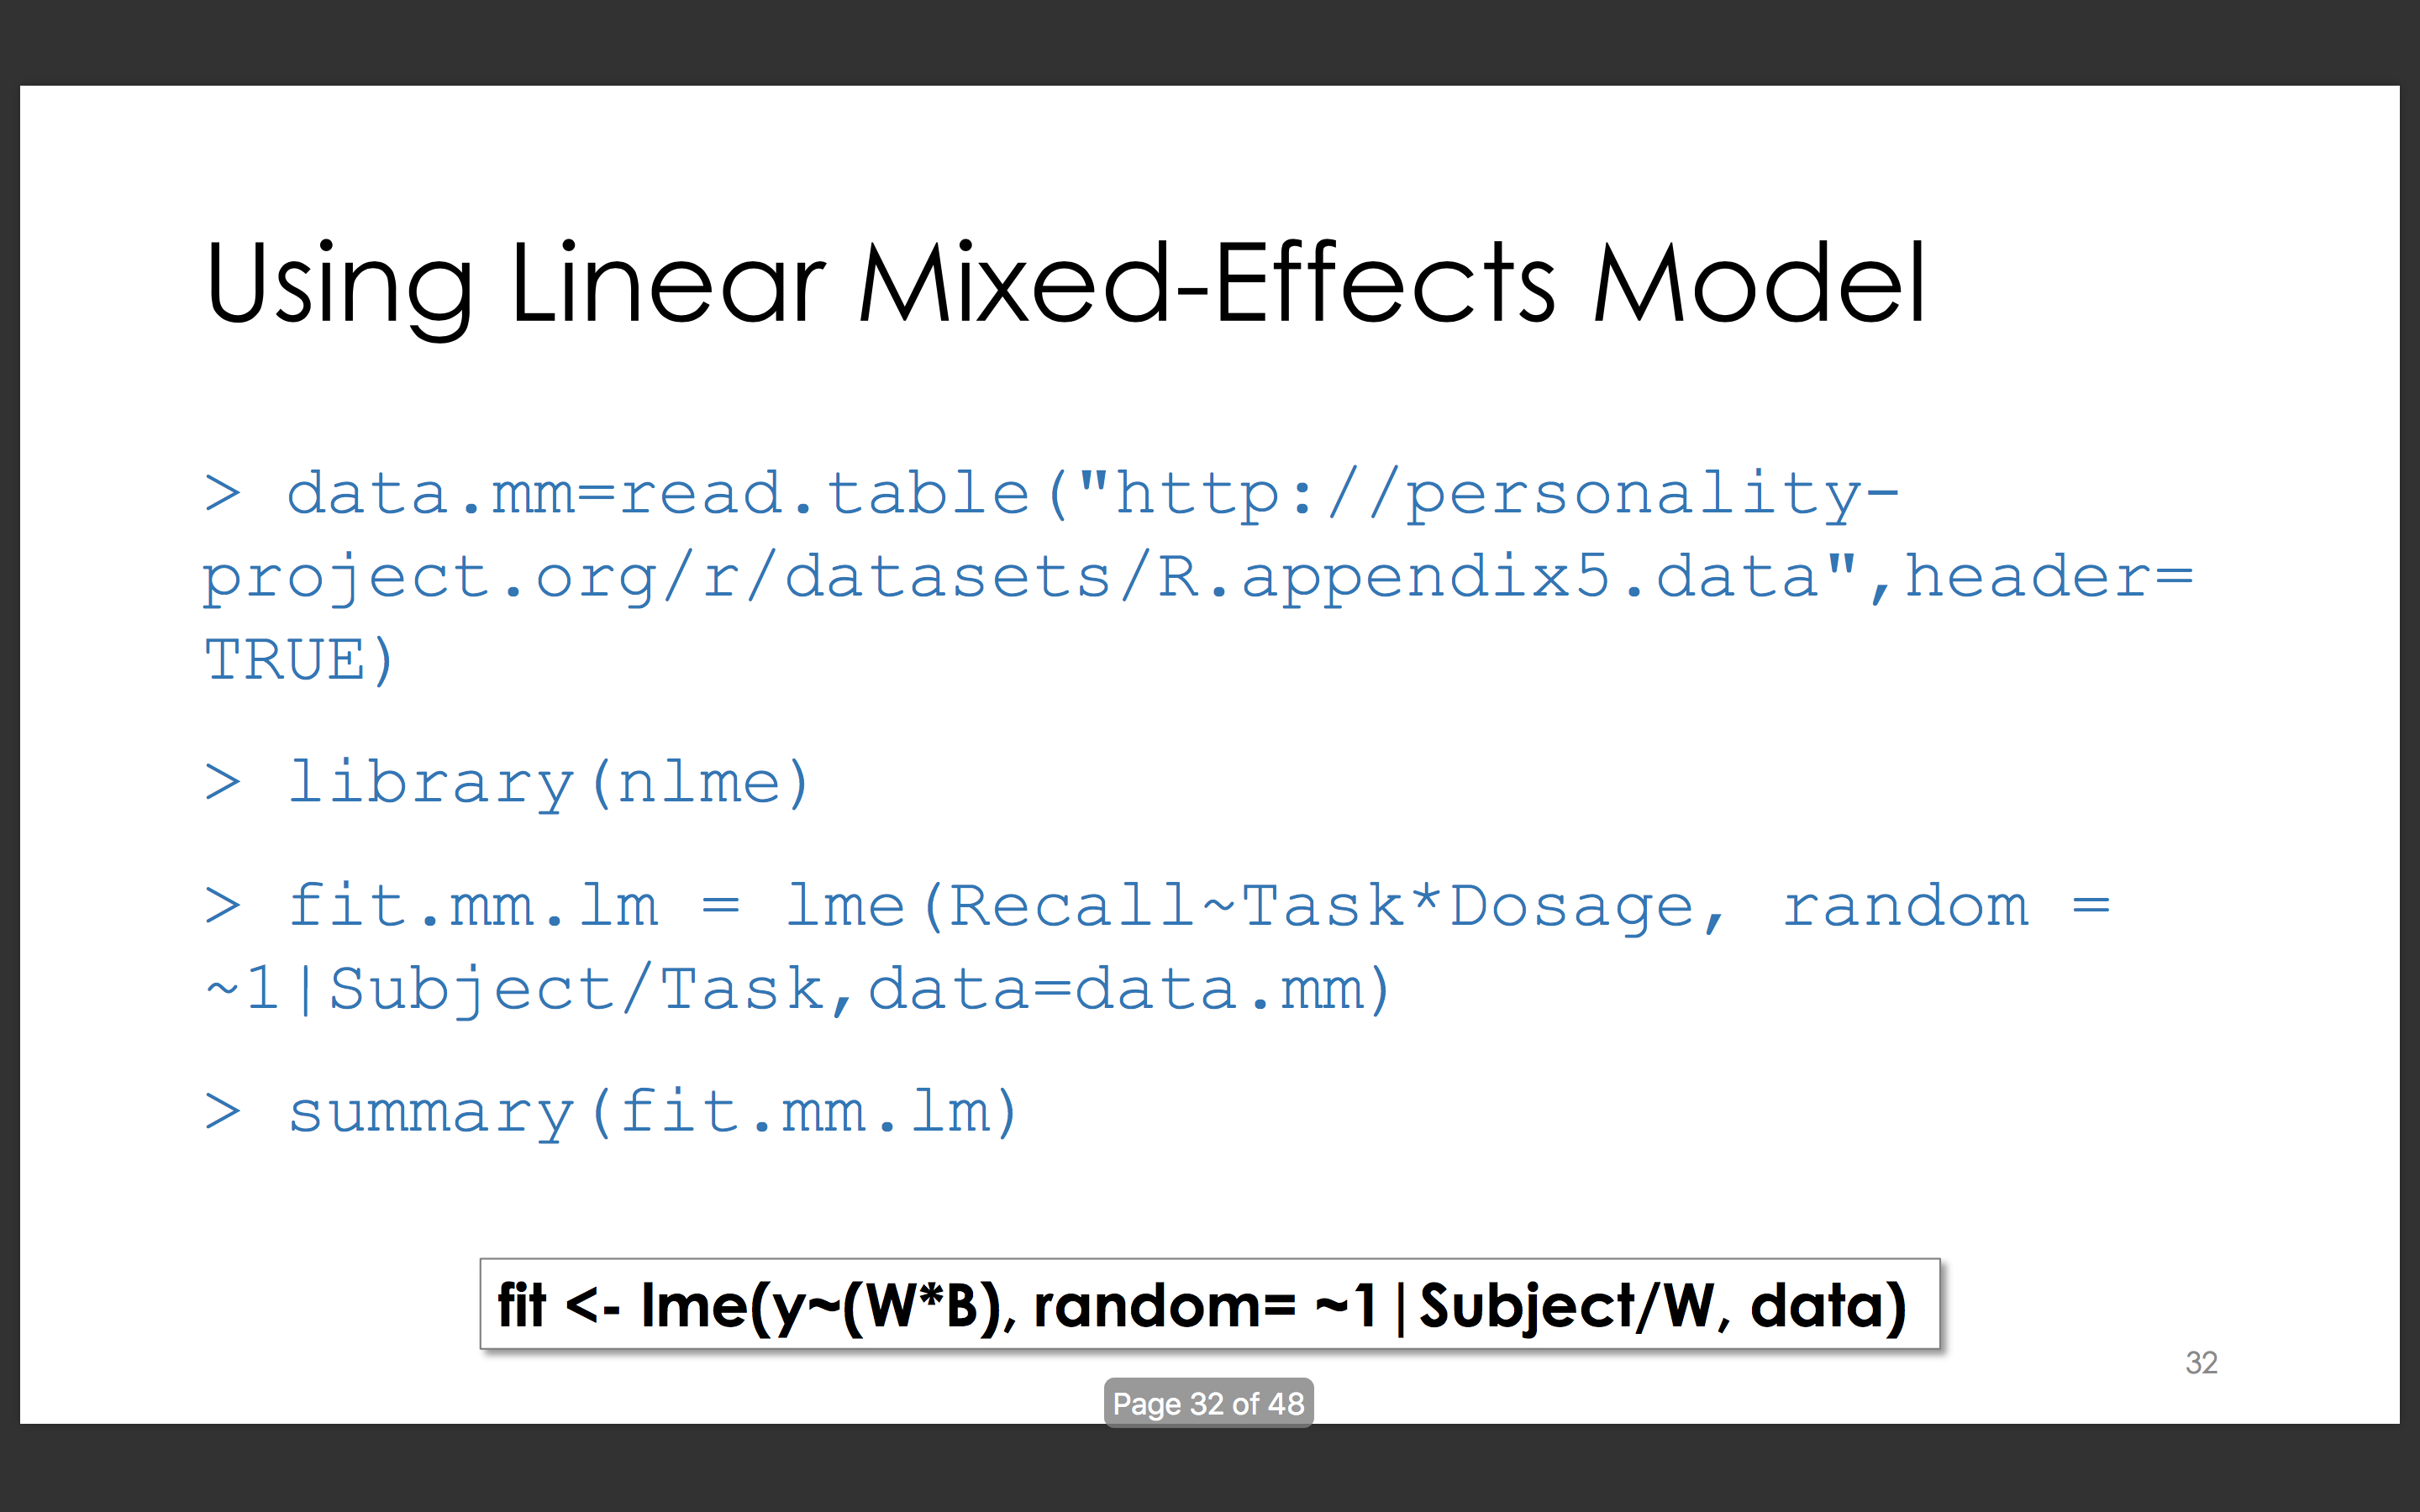 Using Linear Mixed-Effects Model
> data.mm=read.table("http://personality-
project.org/r/datasets/R.appendix5.data",header=
TRUE)
> library(nlme)
> fit.mm.lm = lme(Recall~Task*Dosage, random =
~1|Subject/Task,data=data.mm)
> summary(fit.mm.lm)
fit <- lme(y~(W*B), random= ~1|Subject/W, data)
32
Page 32 of 48